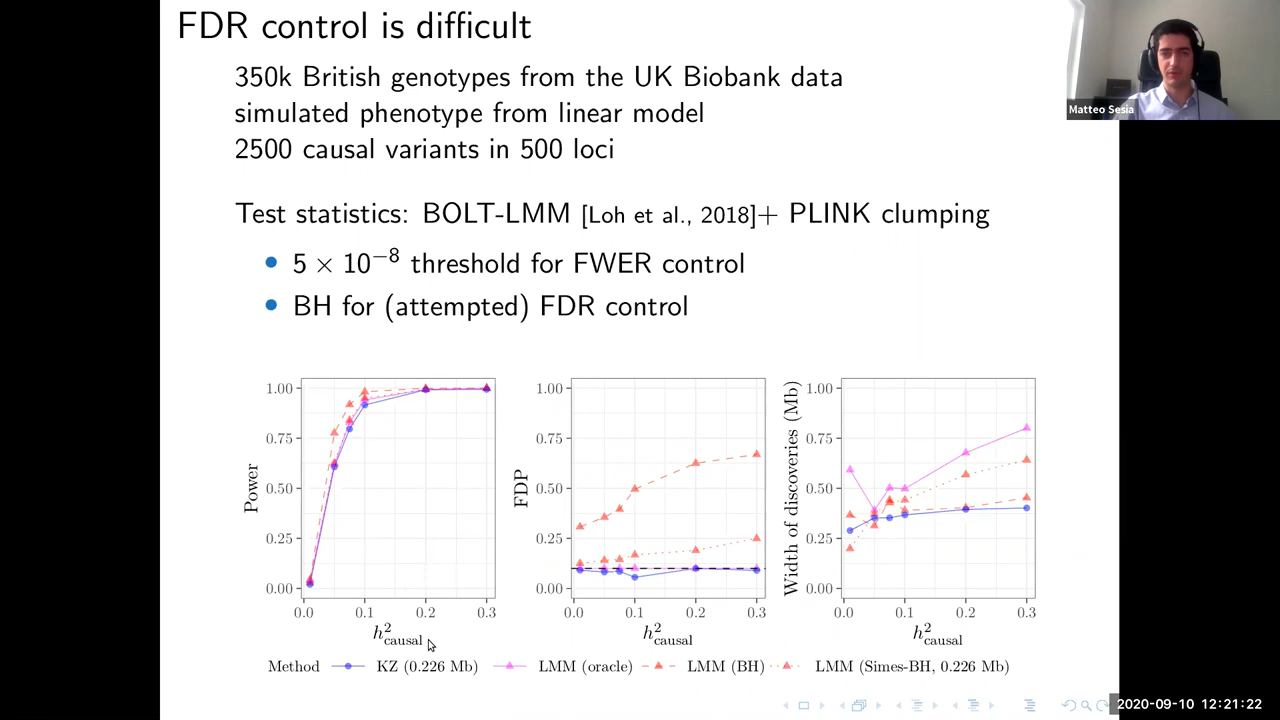 FDR control is difficult
Matteo Sesia
350k British genotypes from the UK Biobank data
simulated phenotype from linear model
2500 causal variants in 500 loci
Test statistics: BOLT-LMM [Loh et al., 2018]+ PLINK clumping
5 × 10⁻⁸ threshold for FWER control
BH for (attempted) FDR control
Power
1.00
0.75
0.50
0.25
0.00
0.0 0.1 0.2 0.3
h²causal
FDP
1.00
0.75
0.50
0.25
0.00
0.0 0.1 0.2 0.3
h²causal
Width of discoveries (Mb)
1.00
0.75
0.50
0.25
0.00
0.0 0.1 0.2 0.3
h²causal
Method KZ (0.226 Mb) LMM (oracle) LMM (BH) LMM (Simes-BH, 0.226 Mb)
2020-09-10 12:21:22